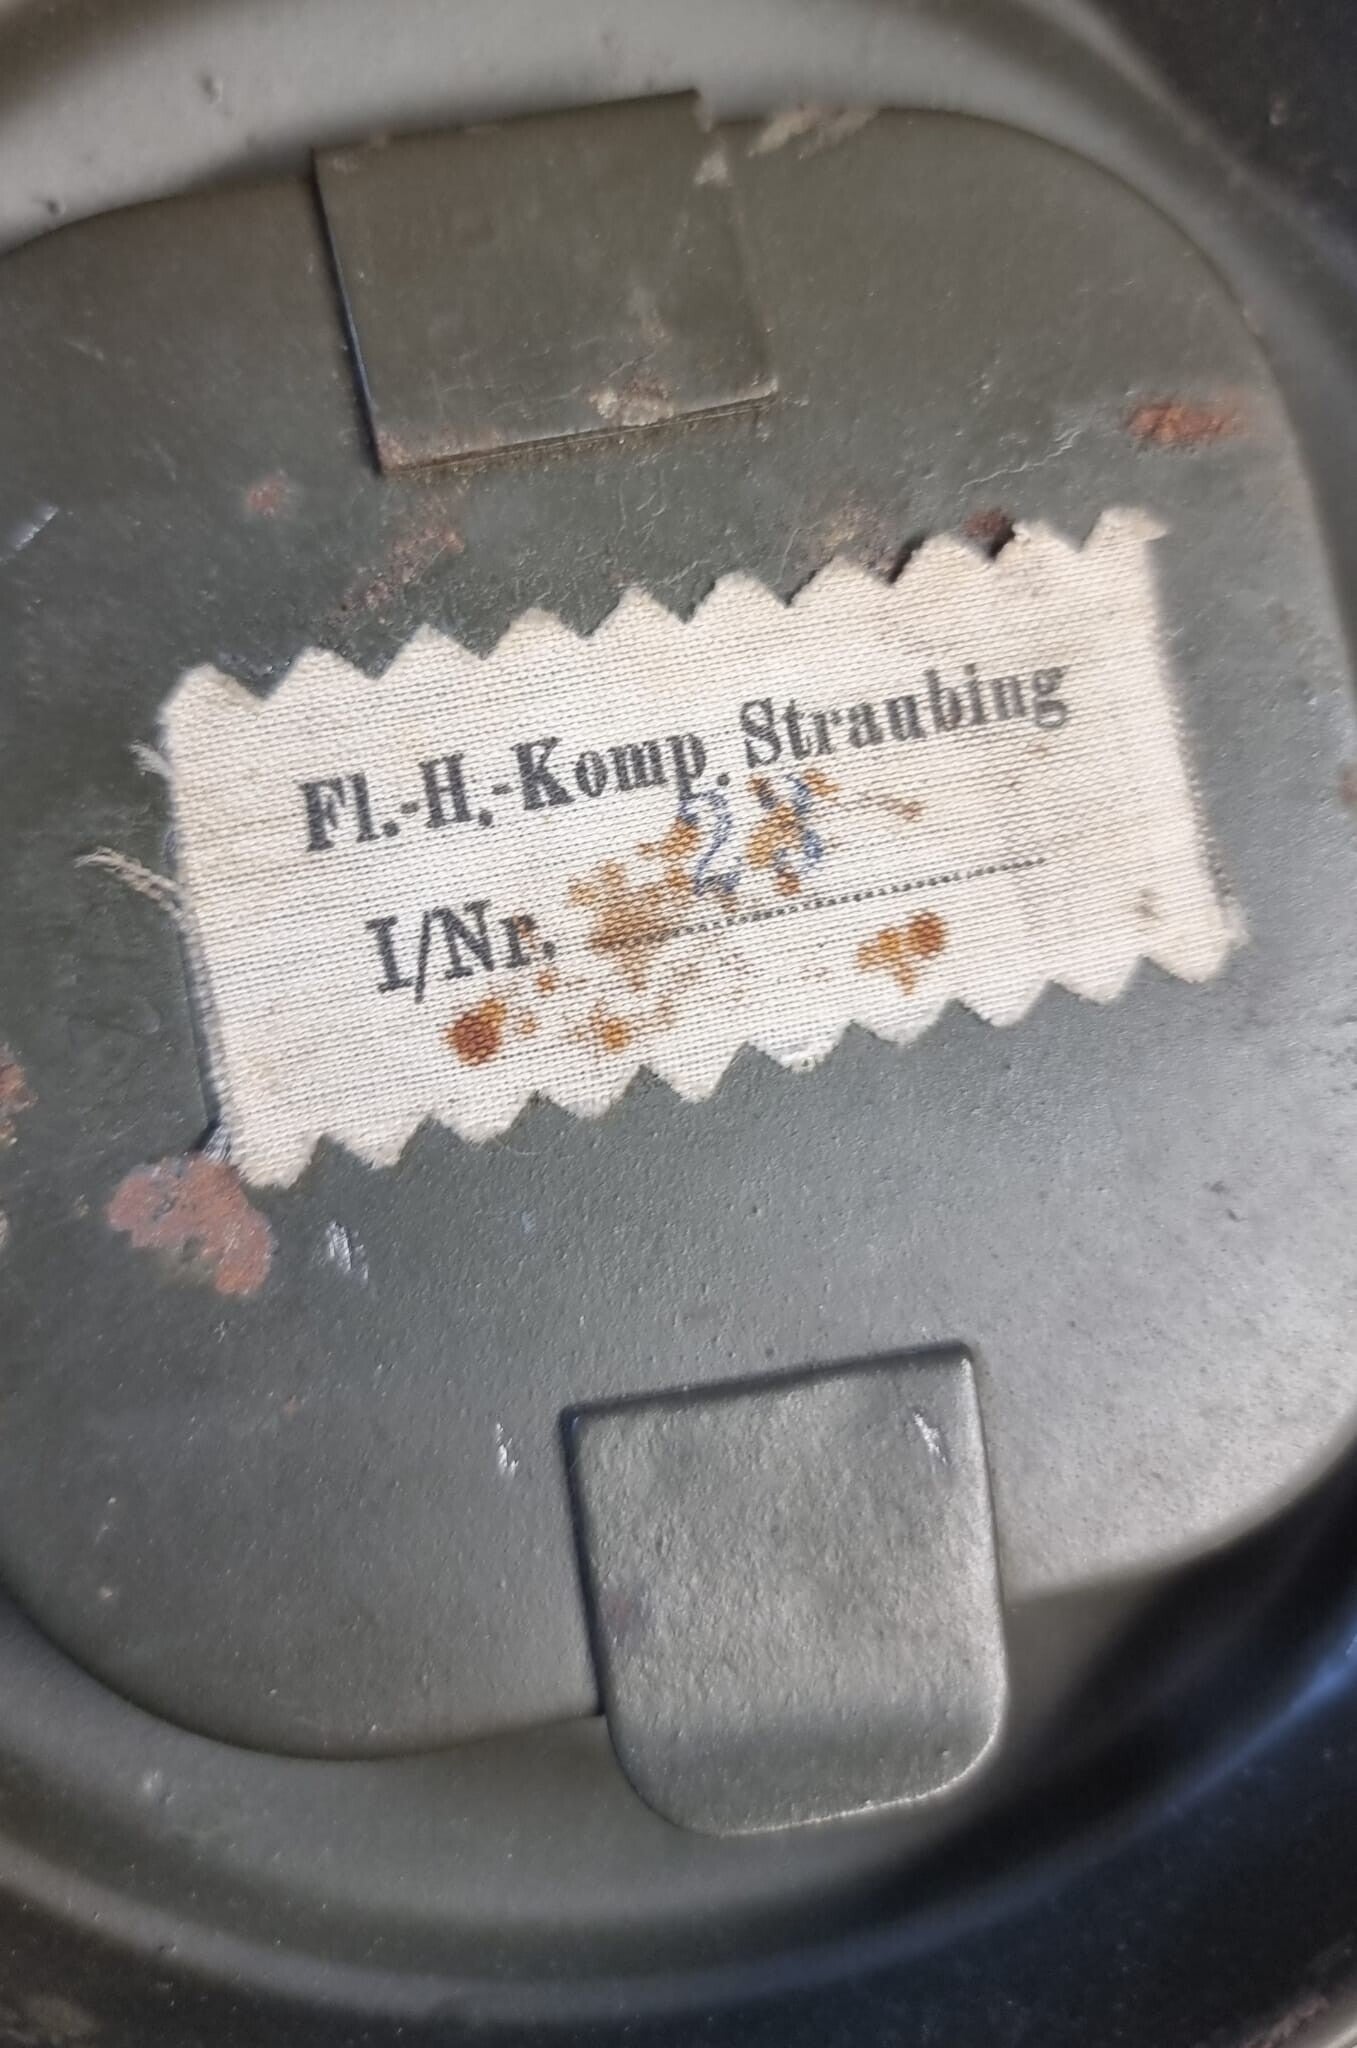 Fl.-H.-Komp. Straubing
I/Nr. 28